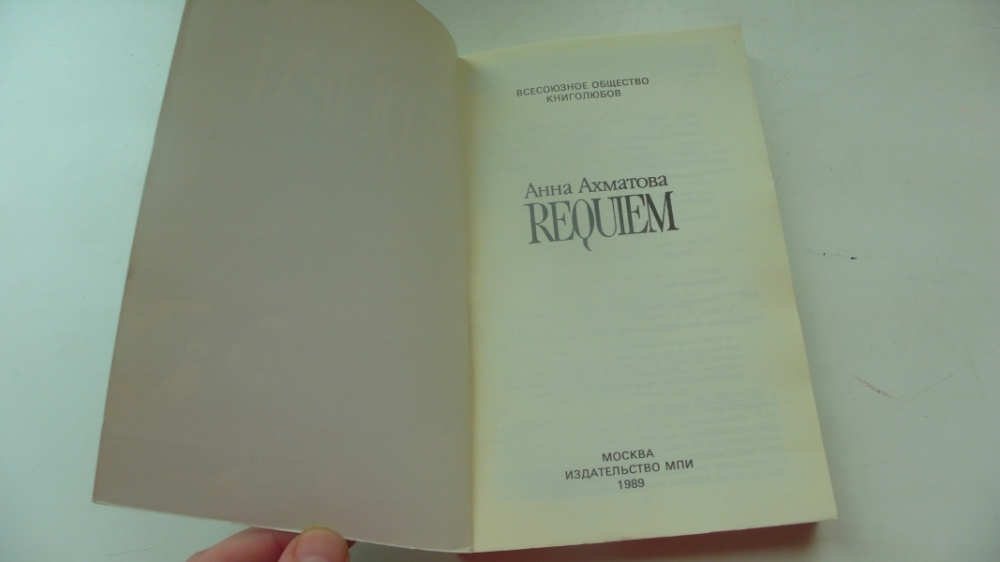 ВСЕСОЮЗНОЕ ОБЩЕСТВО
КНИГОЛЮБОВ
Анна Ахматова
REQUIEM
МОСКВА
ИЗДАТЕЛЬСТВО МПИ
1989